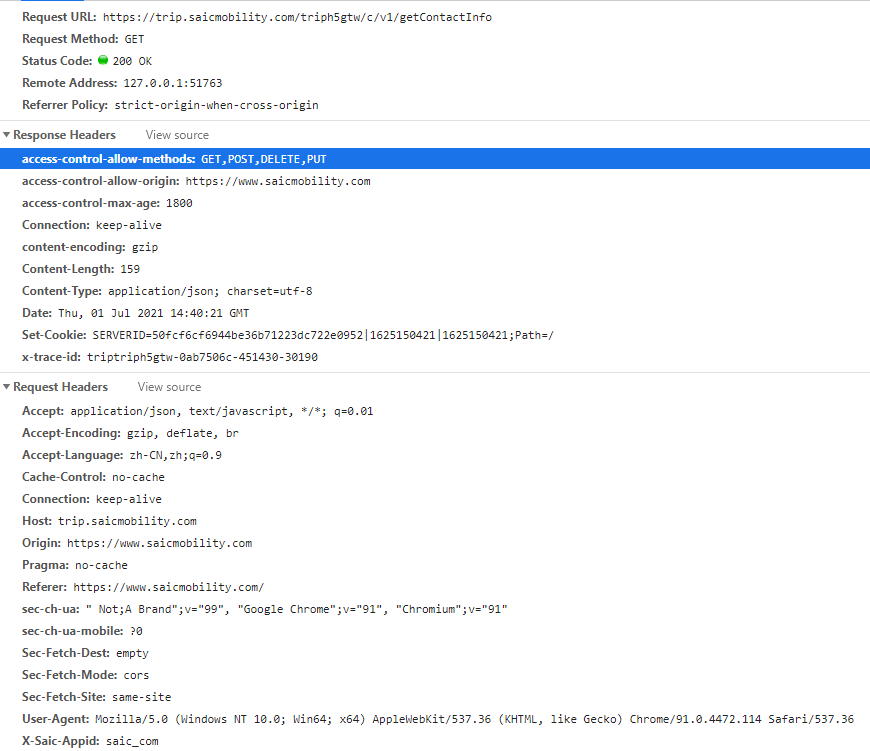 Request URL: https://trip.saicmobility.com/triph5gtw/c/v1/getContactInfo
Request Method: GET
Status Code: 200 OK
Remote Address: 127.0.0.1:51763
Referrer Policy: strict-origin-when-cross-origin
Response Headers View source
access-control-allow-methods: GET,POST,DELETE,PUT
access-control-allow-origin: https://www.saicmobility.com
access-control-max-age: 1800
Connection: keep-alive
content-encoding: gzip
Content-Length: 159
Content-Type: application/json; charset=utf-8
Date: Thu, 01 Jul 2021 14:40:21 GMT
Set-Cookie: SERVERID=50fcf6cf6944be36b71223dc722e0952|1625150421|1625150421;Path=/
x-trace-id: triptriph5gtw-0ab7506c-451430-30190
Request Headers View source
Accept: application/json, text/javascript, */*; q=0.01
Accept-Encoding: gzip, deflate, br
Accept-Language: zh-CN,zh;q=0.9
Cache-Control: no-cache
Connection: keep-alive
Host: trip.saicmobility.com
Origin: https://www.saicmobility.com
Pragma: no-cache
Referer: https://www.saicmobility.com/
sec-ch-ua: " Not;A Brand";v="99", "Google Chrome";v="91", "Chromium";v="91"
sec-ch-ua-mobile: ?0
Sec-Fetch-Dest: empty
Sec-Fetch-Mode: cors
Sec-Fetch-Site: same-site
User-Agent: Mozilla/5.0 (Windows NT 10.0; Win64; x64) AppleWebKit/537.36 (KHTML, like Gecko) Chrome/91.0.4472.114 Safari/537.36
X-Saic-Appid: saic_com